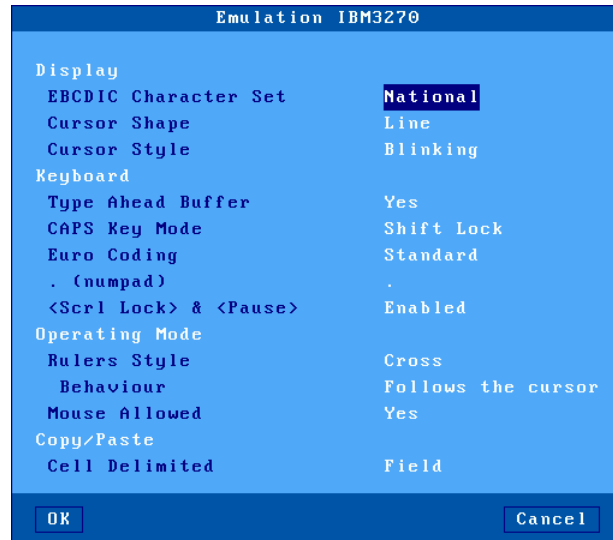 Emulation IBM3270
Display
EBCDIC Character Set National
Cursor Shape Line
Cursor Style Blinking
Keyboard
Type Ahead Buffer Yes
CAPS Key Mode Shift Lock
Euro Coding Standard
. (numpad) .
<Scrl Lock> & <Pause> Enabled
Operating Mode
Rulers Style Cross
Behaviour Follows the cursor
Mouse Allowed Yes
Copy/Paste
Cell Delimited Field
OK Cancel